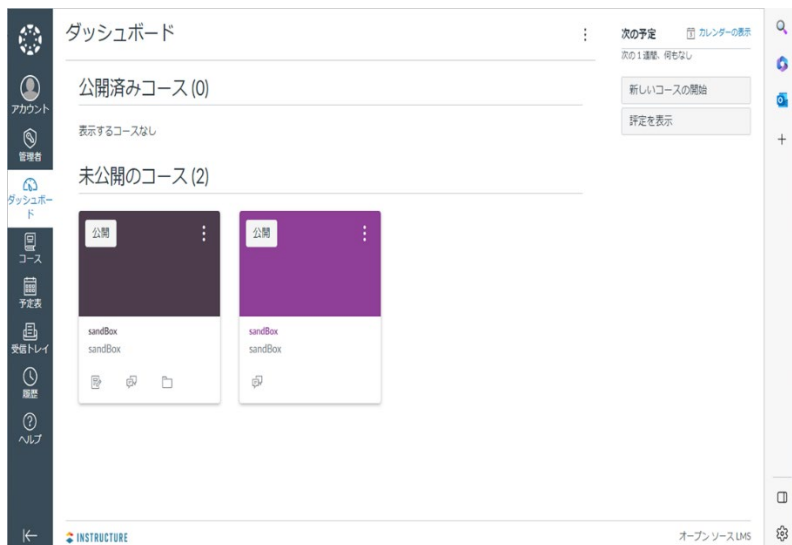 アカウント
管理者
ダッシュボー
ド
コース
予定表
受信トレイ
履歴
ヘルプ
ダッシュボード
公開済みコース (0)
表示するコースなし
未公開のコース (2)
公開
sandBox
sandBox
公開
sandBox
sandBox
次の予定
カレンダーの表示
次の 1 週間、何もなし
新しいコースの開始
評定を表示
INSTRUCTURE
オープン ソース LMS